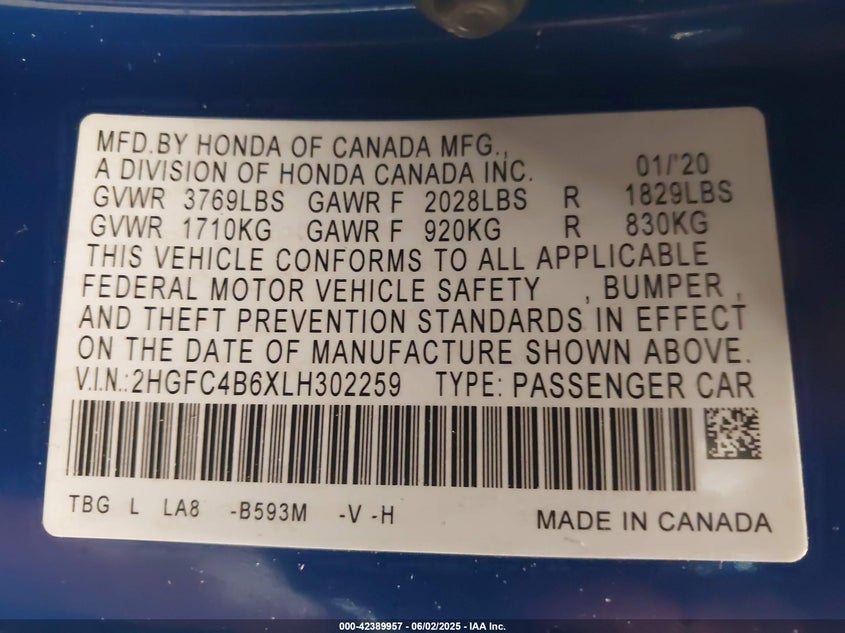 MFD.BY HONDA OF CANADA MFG.,
A DIVISION OF HONDA CANADA INC. 01/'20
GVWR 3769LBS GAWR F 2028LBS R 1829LBS
GVWR 1710KG GAWR F 920KG R 830KG
THIS VEHICLE CONFORMS TO ALL APPLICABLE
FEDERAL MOTOR VEHICLE SAFETY , BUMPER ,
AND THEFT PREVENTION STANDARDS IN EFFECT
ON THE DATE OF MANUFACTURE SHOWN ABOVE.
V.I.N.:2HGFC4B6XLH302259 TYPE: PASSENGER CAR
TBG L LA8 -B593M -V -H MADE IN CANADA
000-42389957 | 06/02/2025 - IAA Inc.